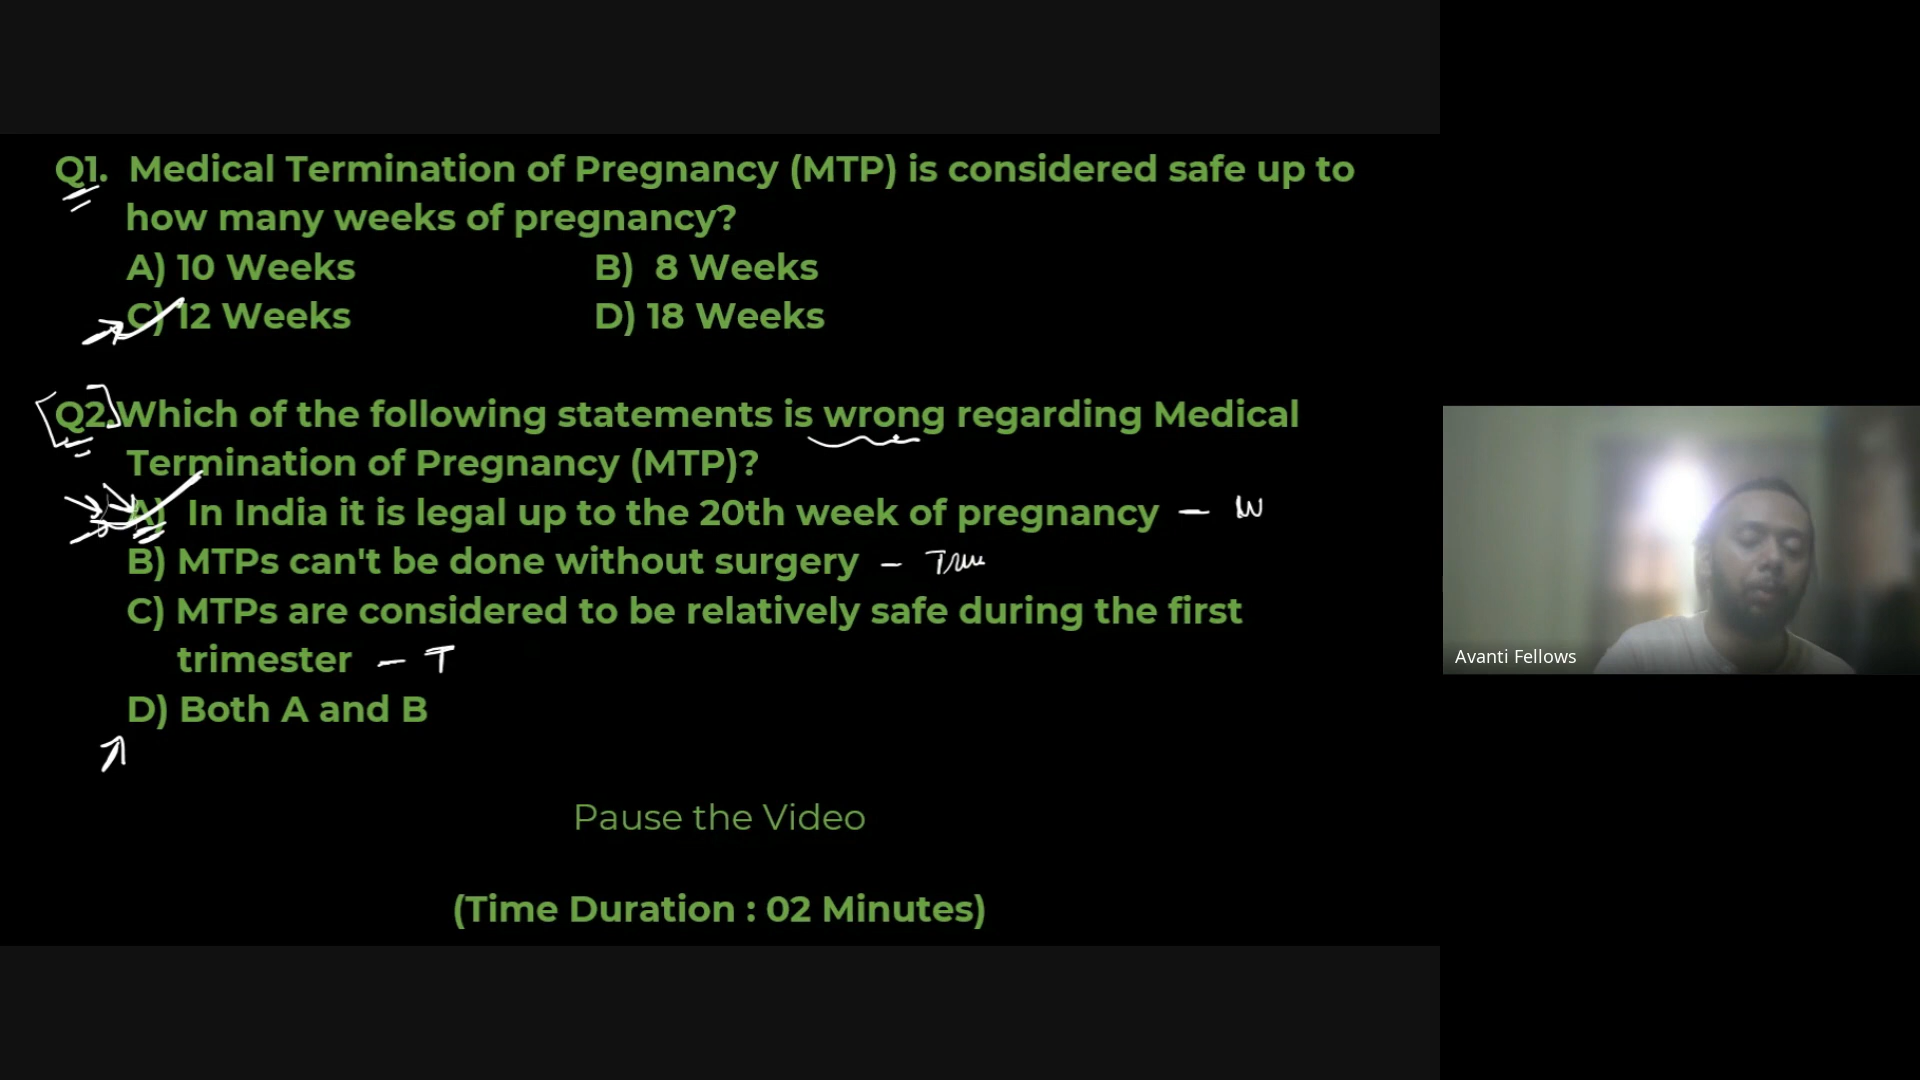 Q1. Medical Termination of Pregnancy (MTP) is considered safe up to
how many weeks of pregnancy?
A) 10 Weeks B) 8 Weeks
C) 12 Weeks D) 18 Weeks
Q2. Which of the following statements is wrong regarding Medical
Termination of Pregnancy (MTP)?
A) In India it is legal up to the 20th week of pregnancy – W
B) MTPs can't be done without surgery – True
C) MTPs are considered to be relatively safe during the first
trimester – T
D) Both A and B
Avanti Fellows
Pause the Video
(Time Duration : 02 Minutes)